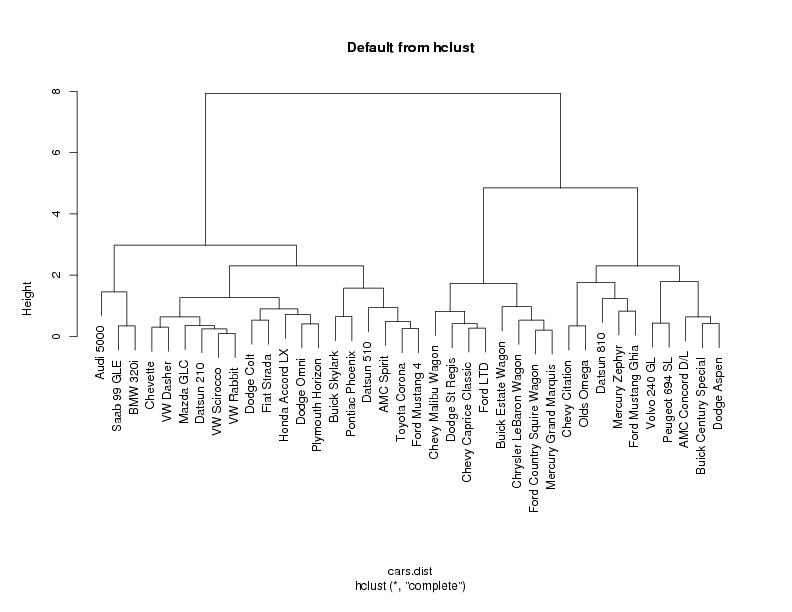 Default from hclust
Height
0
2
4
6
8
Audi 5000
Saab 99 GLE
BMW 320i
Chevette
VW Dasher
Mazda GLC
Datsun 210
VW Scirocco
VW Rabbit
Dodge Colt
Fiat Strada
Honda Accord LX
Dodge Omni
Plymouth Horizon
Buick Skylark
Pontiac Phoenix
Datsun 510
AMC Spirit
Toyota Corona
Ford Mustang 4
Chevy Malibu Wagon
Dodge St Regis
Chevy Caprice Classic
Ford LTD
Buick Estate Wagon
Chrysler LeBaron Wagon
Ford Country Squire Wagon
Mercury Grand Marquis
Chevy Citation
Olds Omega
Datsun 810
Mercury Zephyr
Ford Mustang Ghia
Volvo 240 GL
Peugeot 694 SL
AMC Concord D/L
Buick Century Special
Dodge Aspen
cars.dist
hclust (*, "complete")